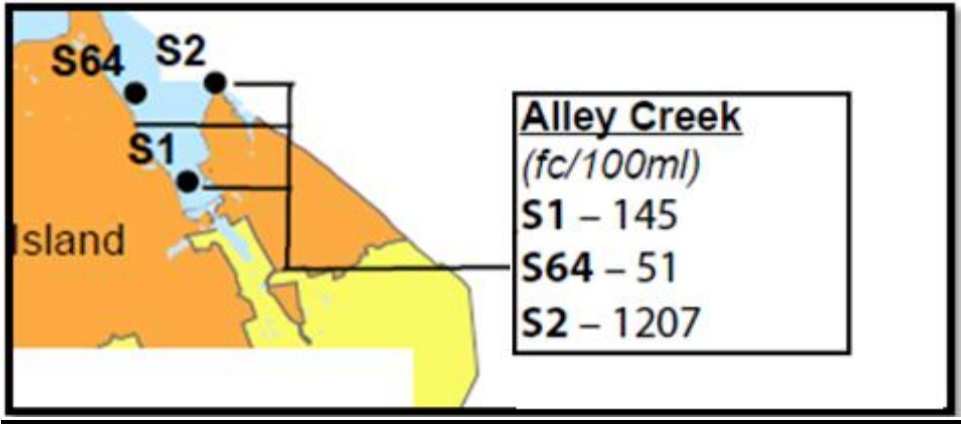 S64
S2
S1
Island
Alley Creek
(fc/100ml)
S1 – 145
S64 – 51
S2 – 1207